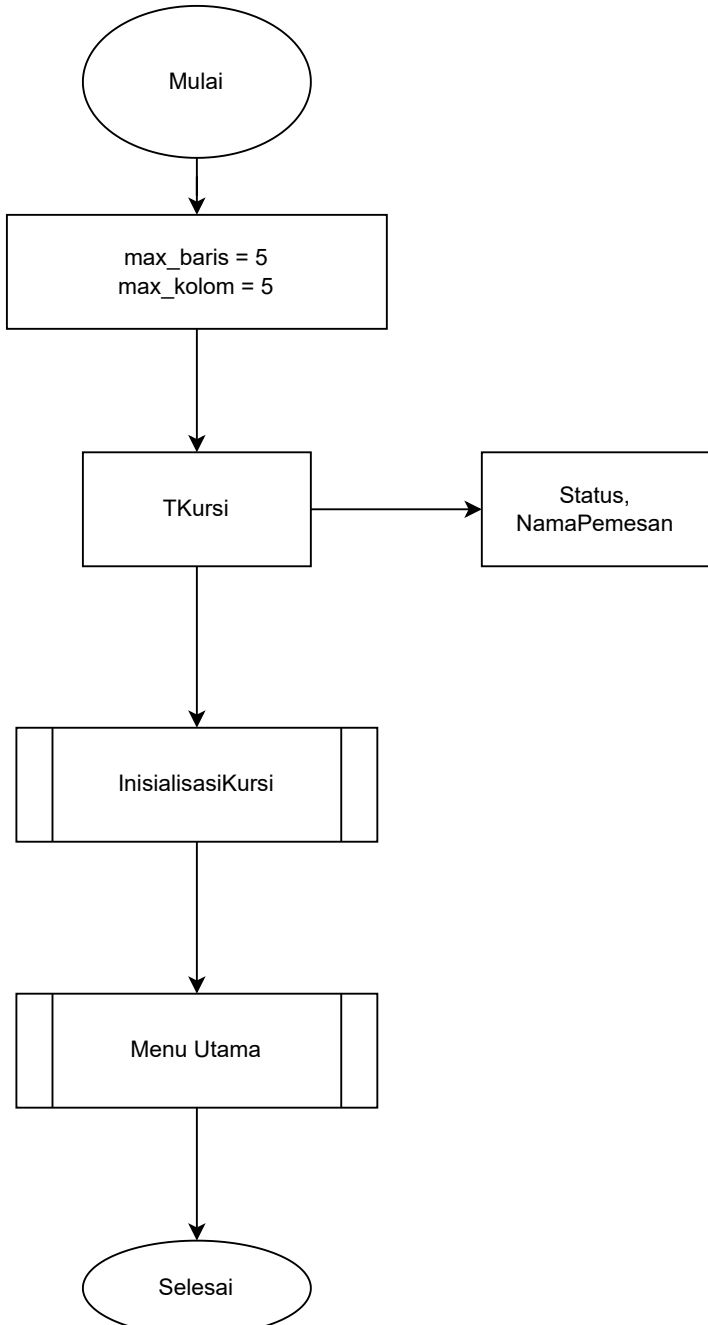 Mulai
max_baris = 5
max_kolom = 5
TKursi
Status,
NamaPemesan
InisialisasiKursi
Menu Utama
Selesai